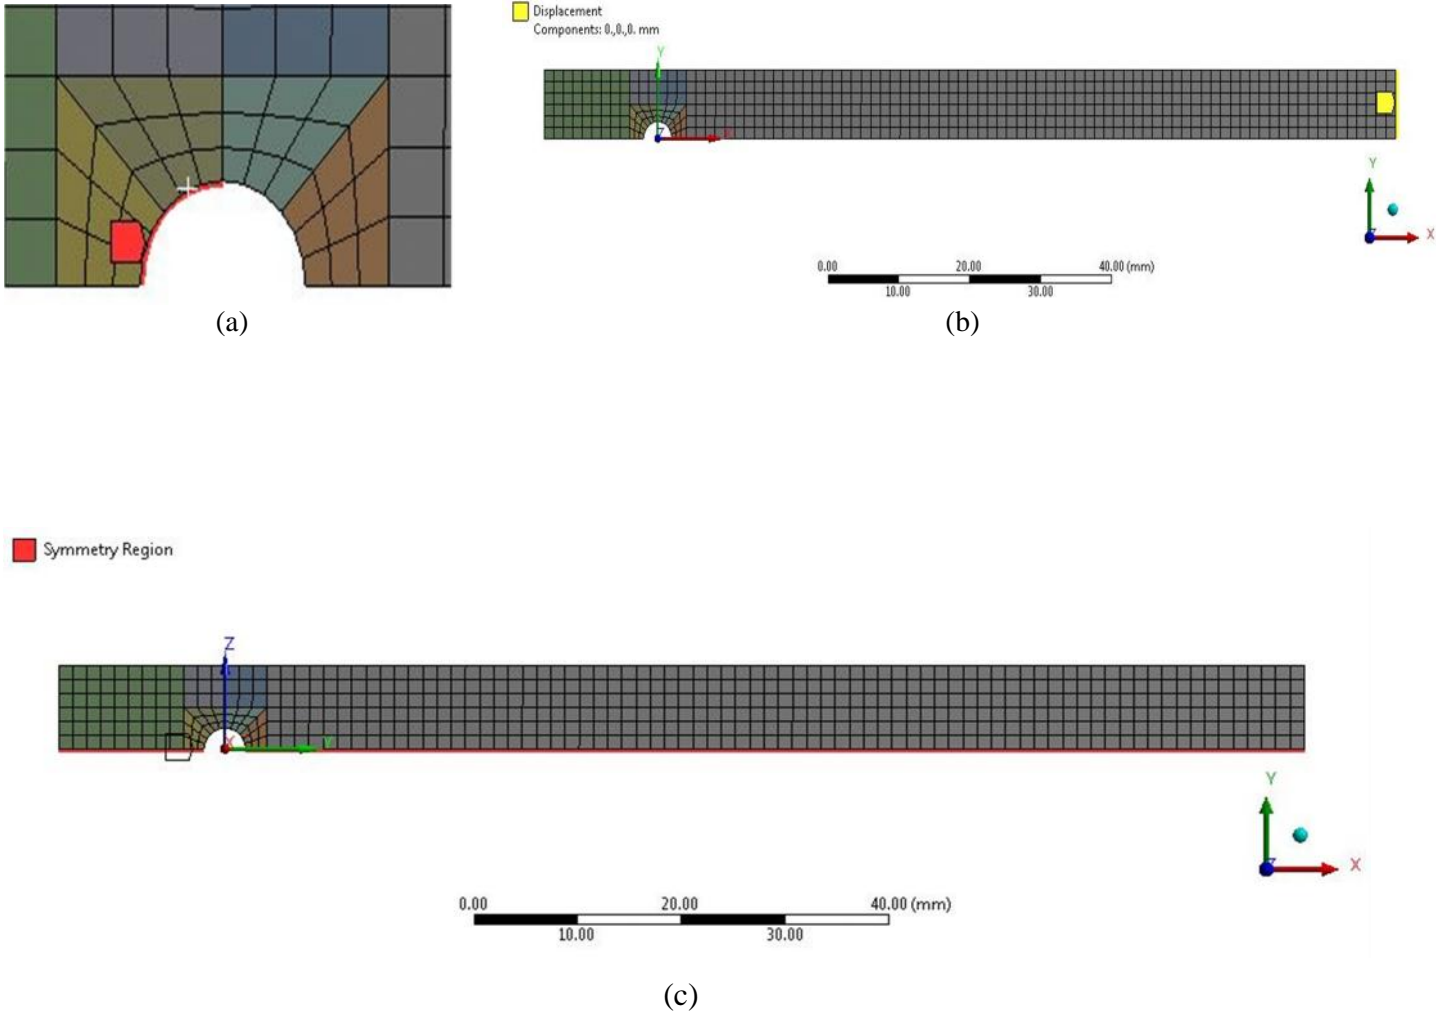 Displacement
Components: 0.,0.,0. mm
Y
Z
X
Y
Z
X
0.00 20.00 40.00 (mm)
10.00 30.00
(a)
(b)
Symmetry Region
Z
X
Y
Y
Z
X
0.00 20.00 40.00 (mm)
10.00 30.00
(c)